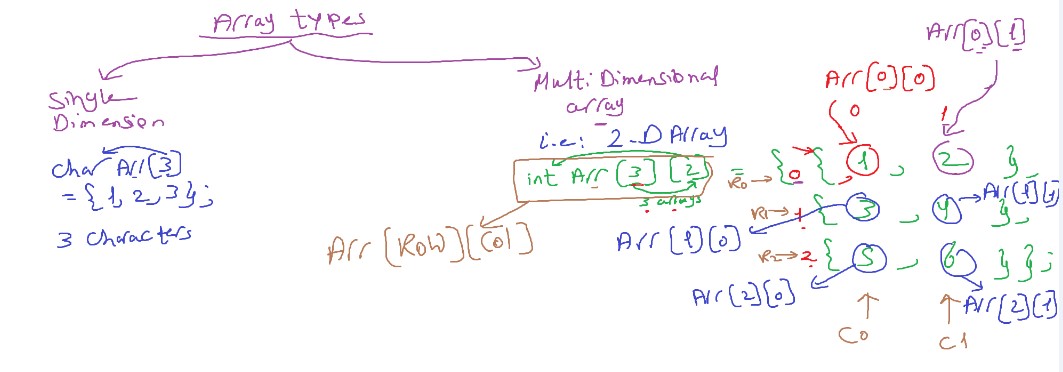 Array types
Single Dimension
char Arr[3]
= {1, 2, 3};
3 characters
Multi Dimensional array
i.e: 2-D Array
int Arr [3] [2] =
3 arrays
Arr [Row][Col]
Arr[0][1]
Arr[0][0]
0 1
R0 → 0 { { 1 , 2 },
R1 → 1 { 3 , 4 },
Arr[1][1]
Arr[1][0]
R2 → 2 { 5 , 6 } };
Arr[2][0]
Arr[2][1]
C0 C1